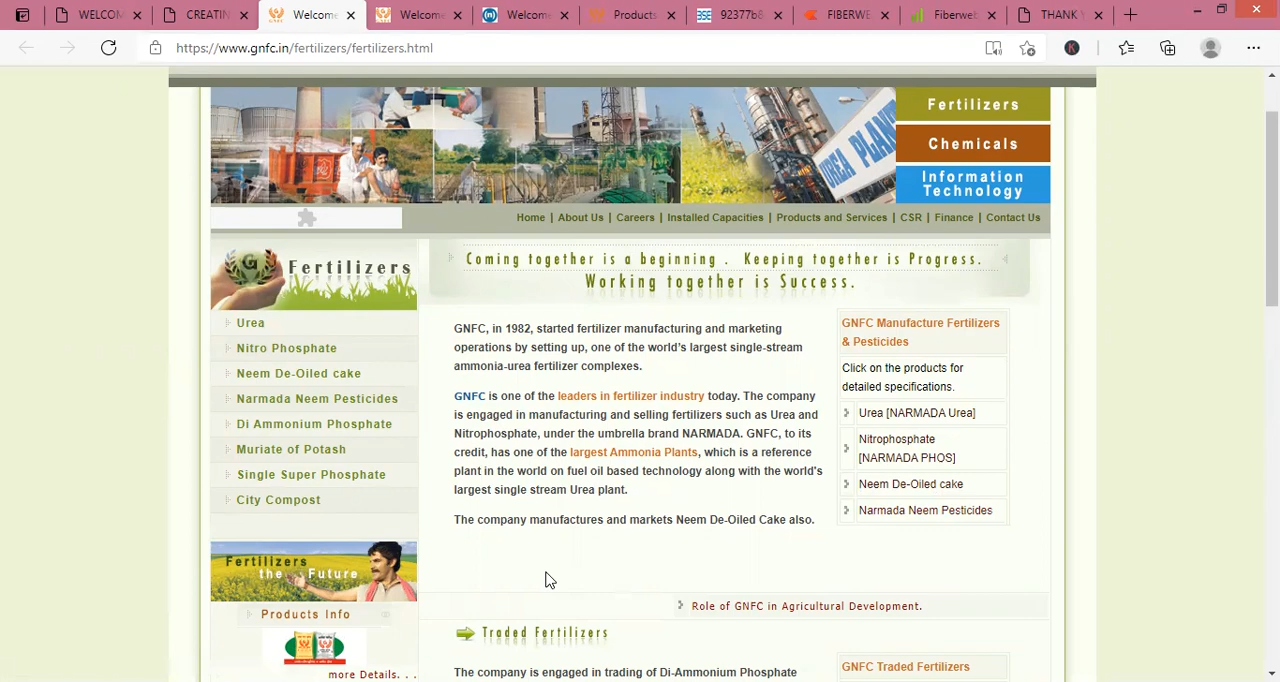 WELCOM
CREATIN
Welcome
Welcome
Welcome
Products
BSE
92377b8
FIBERWE
Fiberweb
THANK Y
https://www.gnfc.in/fertilizers/fertilizers.html
K
UREA PLANT
Fertilizers
Chemicals
Information
Technology
Home | About Us | Careers | Installed Capacities | Products and Services | CSR | Finance | Contact Us
G
Fertilizers
Coming together is a beginning . Keeping together is Progress.
Working together is Success.
Urea
Nitro Phosphate
Neem De-Oiled cake
Narmada Neem Pesticides
Di Ammonium Phosphate
Muriate of Potash
Single Super Phosphate
City Compost
GNFC, in 1982, started fertilizer manufacturing and marketing
operations by setting up, one of the world's largest single-stream
ammonia-urea fertilizer complexes.
GNFC is one of the leaders in fertilizer industry today. The company
is engaged in manufacturing and selling fertilizers such as Urea and
Nitrophosphate, under the umbrella brand NARMADA. GNFC, to its
credit, has one of the largest Ammonia Plants, which is a reference
plant in the world on fuel oil based technology along with the world's
largest single stream Urea plant.
The company manufactures and markets Neem De-Oiled Cake also.
GNFC Manufacture Fertilizers
& Pesticides
Click on the products for
detailed specifications.
Urea [NARMADA Urea]
Nitrophosphate
[NARMADA PHOS]
Neem De-Oiled cake
Narmada Neem Pesticides
Fertilizers
the Future
Products Info
more Details. . .
Role of GNFC in Agricultural Development.
Traded Fertilizers
The company is engaged in trading of Di-Ammonium Phosphate
GNFC Traded Fertilizers